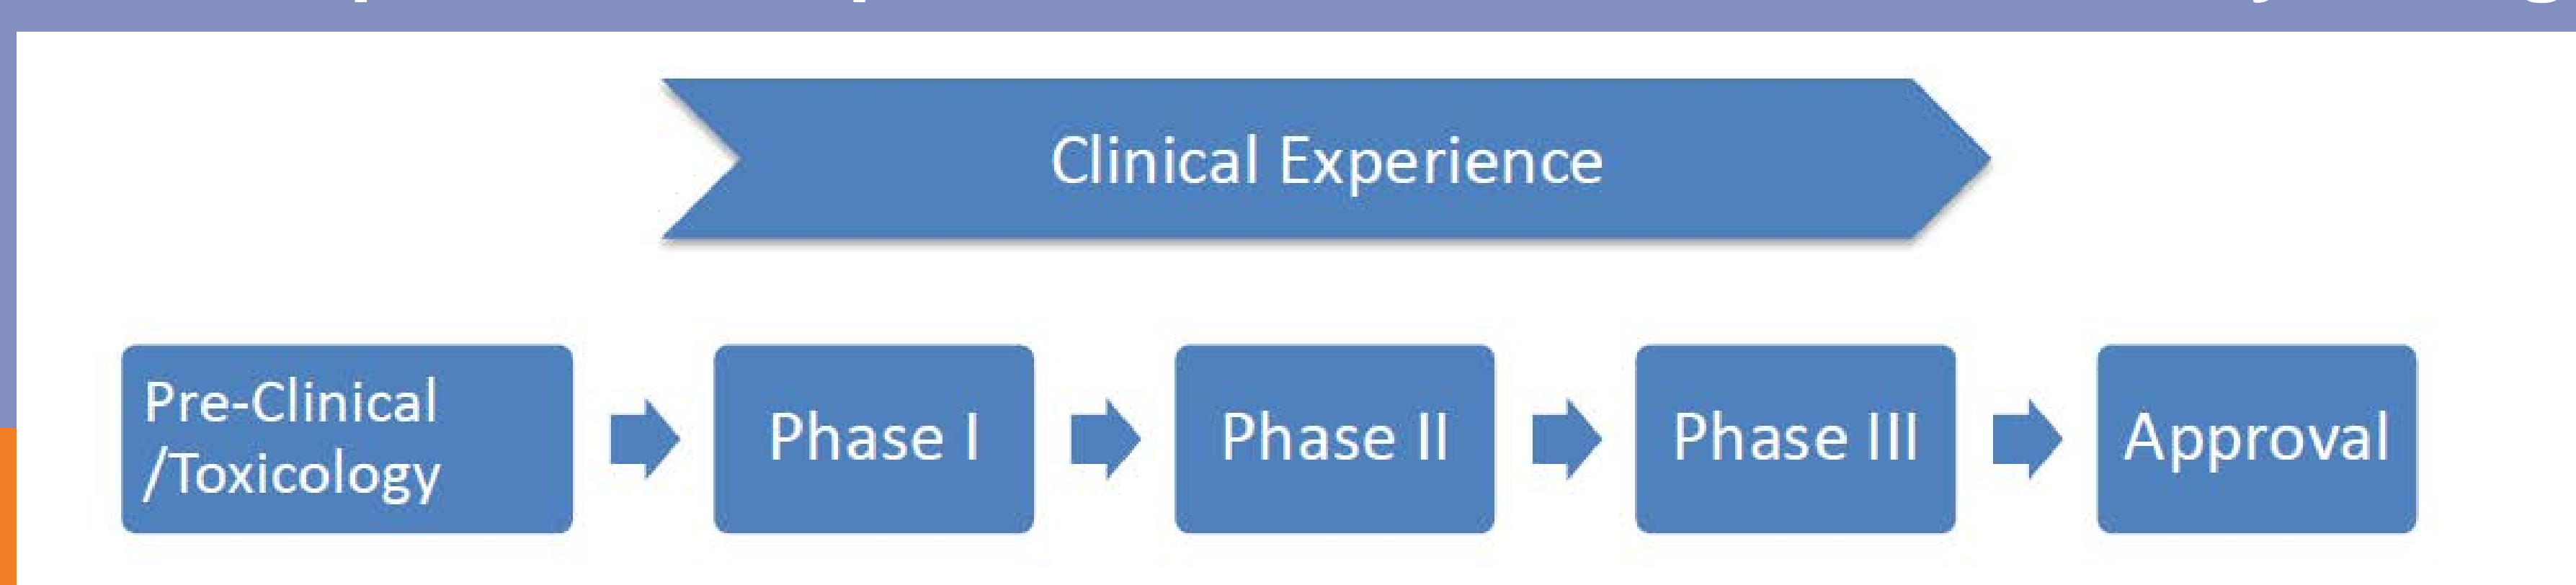 Clinical Experience
Pre-Clinical
/Toxicology
Phase I
Phase II
Phase III
Approval